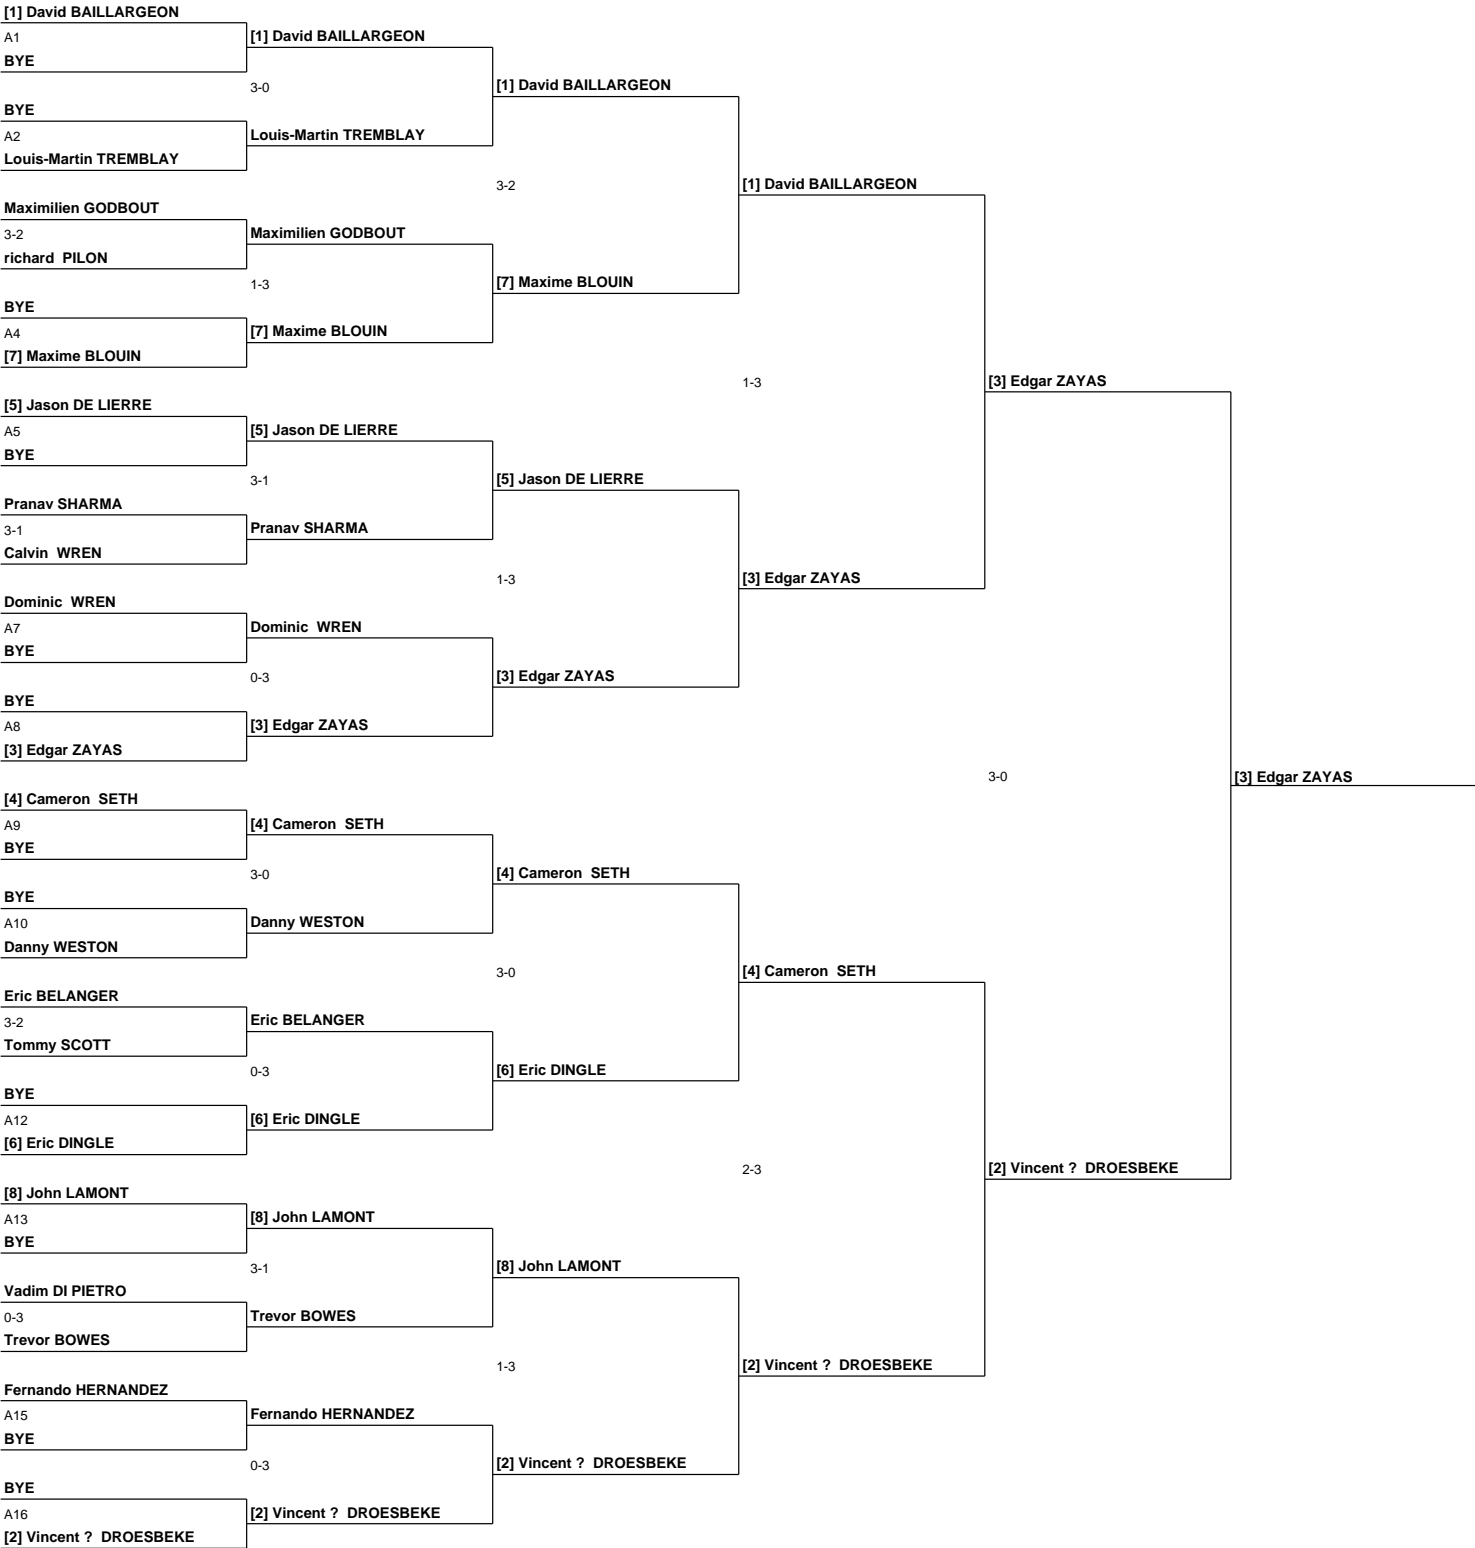 [1] David BAILLARGEON
A1
BYE
BYE
A2
Louis-Martin TREMBLAY
Maximilien GODBOUT
3-2
richard  PILON
BYE
A4
[7] Maxime BLOUIN
[5] Jason DE LIERRE
A5
BYE
Pranav SHARMA
3-1
Calvin  WREN
Dominic  WREN
A7
BYE
BYE
A8
[3] Edgar ZAYAS
[4] Cameron  SETH
A9
BYE
BYE
A10
Danny WESTON
Eric BELANGER
3-2
Tommy SCOTT
BYE
A12
[6] Eric DINGLE
[8] John LAMONT
A13
BYE
Vadim DI PIETRO
0-3
Trevor BOWES
Fernando HERNANDEZ
A15
BYE
BYE
A16
[2] Vincent ?  DROESBEKE
[1] David BAILLARGEON
3-0
Louis-Martin TREMBLAY
Maximilien GODBOUT
1-3
[7] Maxime BLOUIN
[5] Jason DE LIERRE
3-1
Pranav SHARMA
Dominic  WREN
0-3
[3] Edgar ZAYAS
[4] Cameron  SETH
3-0
Danny WESTON
Eric BELANGER
0-3
[6] Eric DINGLE
[8] John LAMONT
3-1
Trevor BOWES
Fernando HERNANDEZ
0-3
[2] Vincent ?  DROESBEKE
[1] David BAILLARGEON
3-2
[7] Maxime BLOUIN
[5] Jason DE LIERRE
1-3
[3] Edgar ZAYAS
[4] Cameron  SETH
3-0
[6] Eric DINGLE
[8] John LAMONT
1-3
[2] Vincent ?  DROESBEKE
[1] David BAILLARGEON
1-3
[3] Edgar ZAYAS
[4] Cameron  SETH
2-3
[2] Vincent ?  DROESBEKE
[3] Edgar ZAYAS
3-0
[2] Vincent ?  DROESBEKE
[3] Edgar ZAYAS